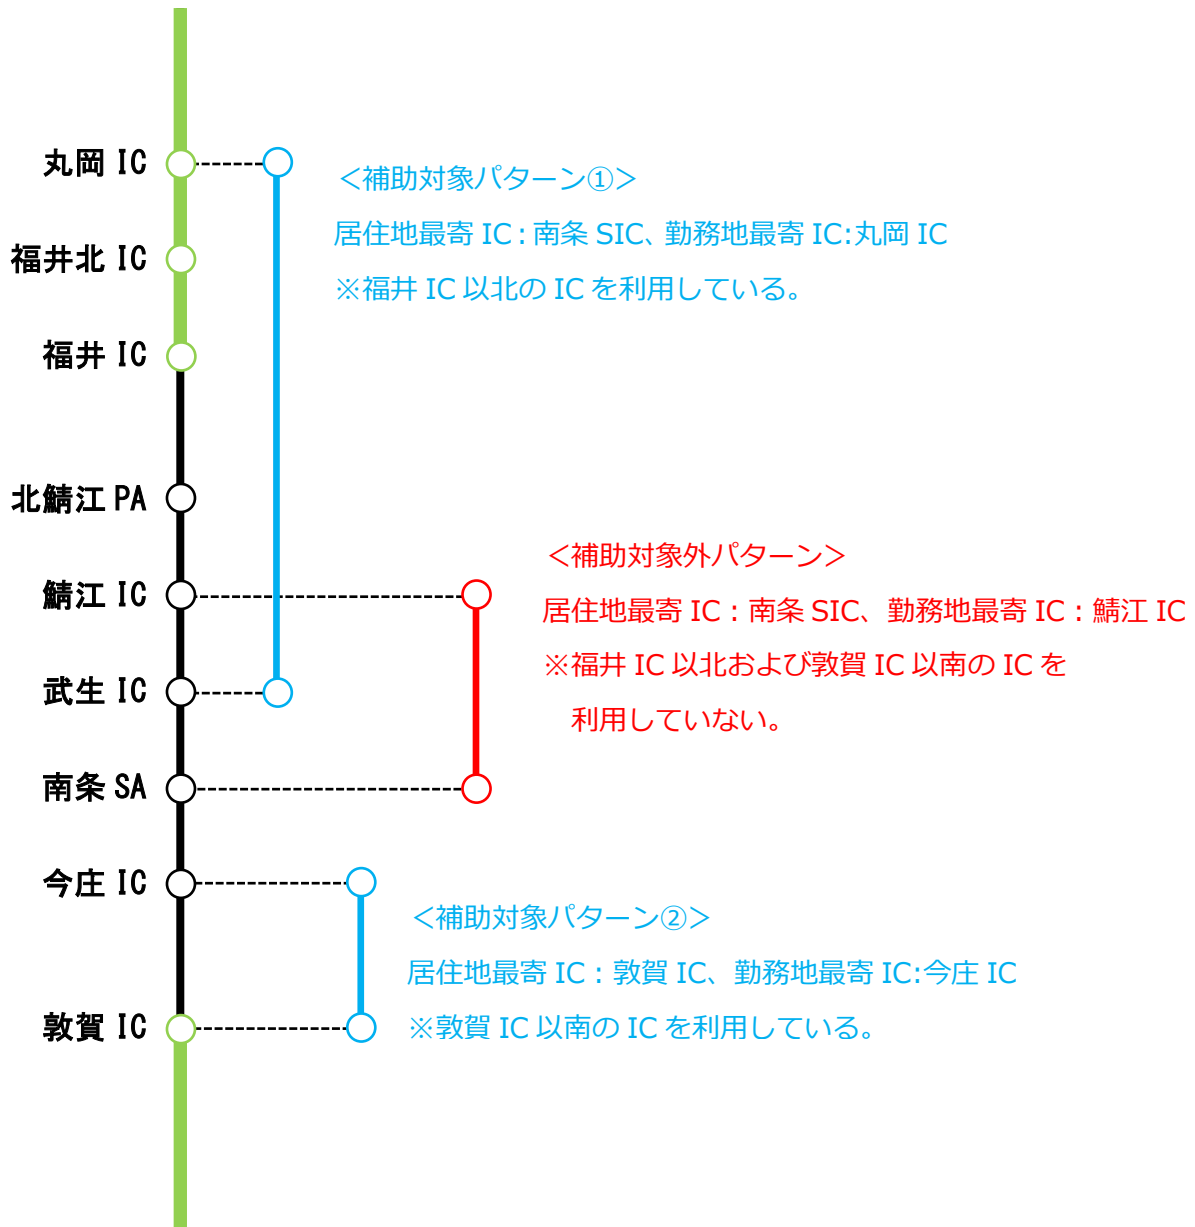 丸岡 IC
＜補助対象パターン①＞
居住地最寄 IC：南条 SIC、勤務地最寄 IC:丸岡 IC
福井北 IC
※福井 IC 以北の IC を利用している。
福井 IC
北鯖江 PA
＜補助対象外パターン＞
鯖江 IC
居住地最寄 IC：南条 SIC、勤務地最寄 IC：鯖江 IC
※福井 IC 以北および敦賀 IC 以南の IC を
利用していない。
武生 IC
南条 SA
今庄 IC
＜補助対象パターン②＞
居住地最寄 IC：敦賀 IC、勤務地最寄 IC:今庄 IC
※敦賀 IC 以南の IC を利用している。
敦賀 IC